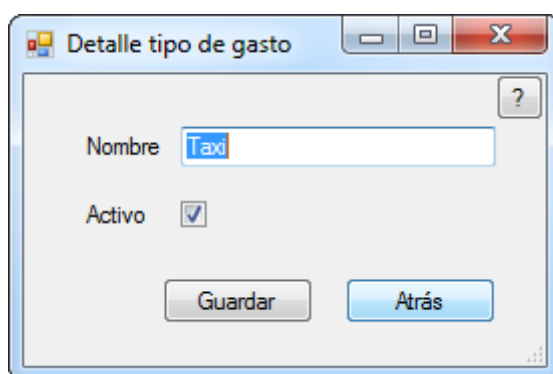 Detalle tipo de gasto
?
Nombre Taxi
Activo
Guardar Atrás